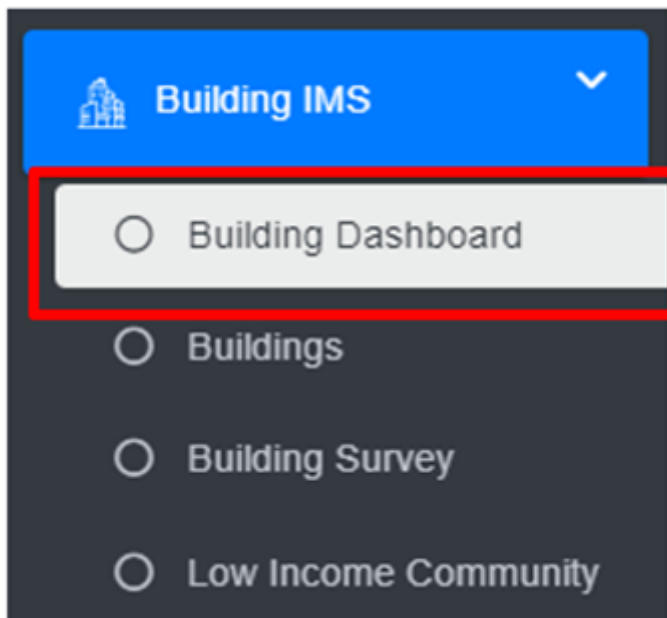 Building IMS
Building Dashboard
Buildings
Building Survey
Low Income Community